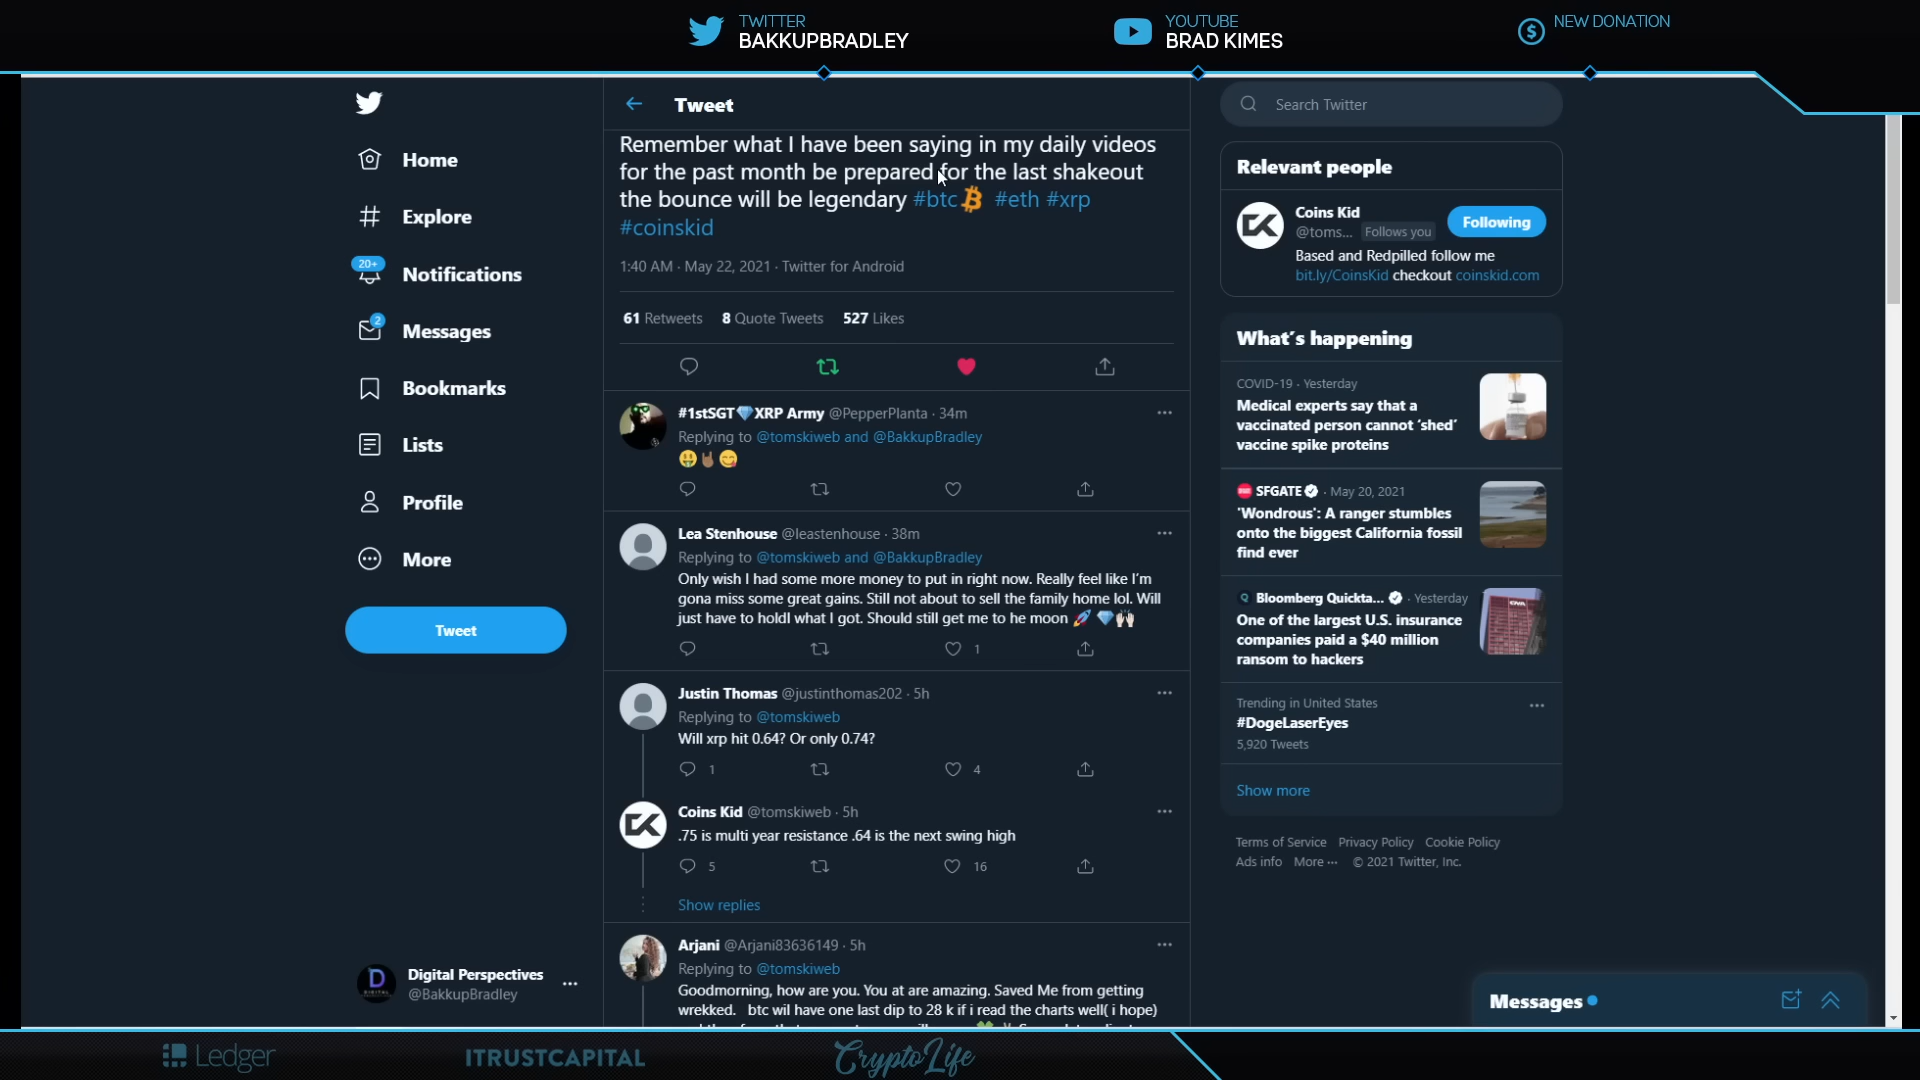 TWITTER
BAKKUPBRADLEY
YOUTUBE
BRAD KIMES
NEW DONATION
Home
Explore
20+
Notifications
2
Messages
Bookmarks
Lists
Profile
More
Tweet
Digital Perspectives
@BakkupBradley
Tweet
Remember what I have been saying in my daily videos
for the past month be prepared for the last shakeout
the bounce will be legendary #btc #eth #xrp
#coinskid
1:40 AM · May 22, 2021 · Twitter for Android
61 Retweets 8 Quote Tweets 527 Likes
#1stSGT💎XRP Army @PepperPlanta · 34m
Replying to @tomskiweb and @BakkupBradley
🤑🤘🏾😋
Lea Stenhouse @leastenhouse · 38m
Replying to @tomskiweb and @BakkupBradley
Only wish I had some more money to put in right now. Really feel like I'm
gona miss some great gains. Still not about to sell the family home lol. Will
just have to holdl what I got. Should still get me to he moon 🚀 💎🙌🏻
1
Justin Thomas @justinthomas202 · 5h
Replying to @tomskiweb
Will xrp hit 0.64? Or only 0.74?
1 4
Coins Kid @tomskiweb · 5h
.75 is multi year resistance .64 is the next swing high
5 16
Show replies
Arjani @Arjani83636149 · 5h
Replying to @tomskiweb
Goodmorning, how are you. You at are amazing. Saved Me from getting
wrekked. btc wil have one last dip to 28 k if i read the charts well( i hope)
Search Twitter
Relevant people
Coins Kid
@toms... Follows you
Following
Based and Redpilled follow me
bit.ly/CoinsKid checkout coinskid.com
What's happening
COVID-19 · Yesterday
Medical experts say that a
vaccinated person cannot 'shed'
vaccine spike proteins
SFGATE · May 20, 2021
'Wondrous': A ranger stumbles
onto the biggest California fossil
find ever
Bloomberg Quickta... · Yesterday
One of the largest U.S. insurance
companies paid a $40 million
ransom to hackers
Trending in United States
#DogeLaserEyes
5,920 Tweets
Show more
Terms of Service Privacy Policy Cookie Policy
Ads info More ··· © 2021 Twitter, Inc.
Messages
Ledger
ITRUSTCAPITAL
CryptoLife